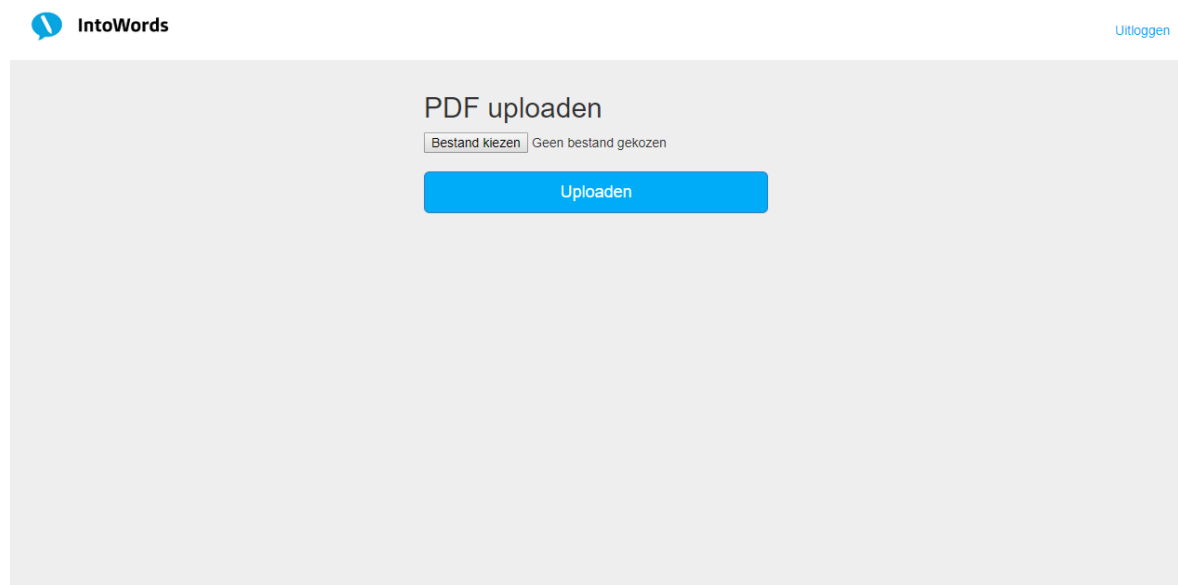 IntoWords
Uitloggen
PDF uploaden
Bestand kiezen Geen bestand gekozen
Uploaden